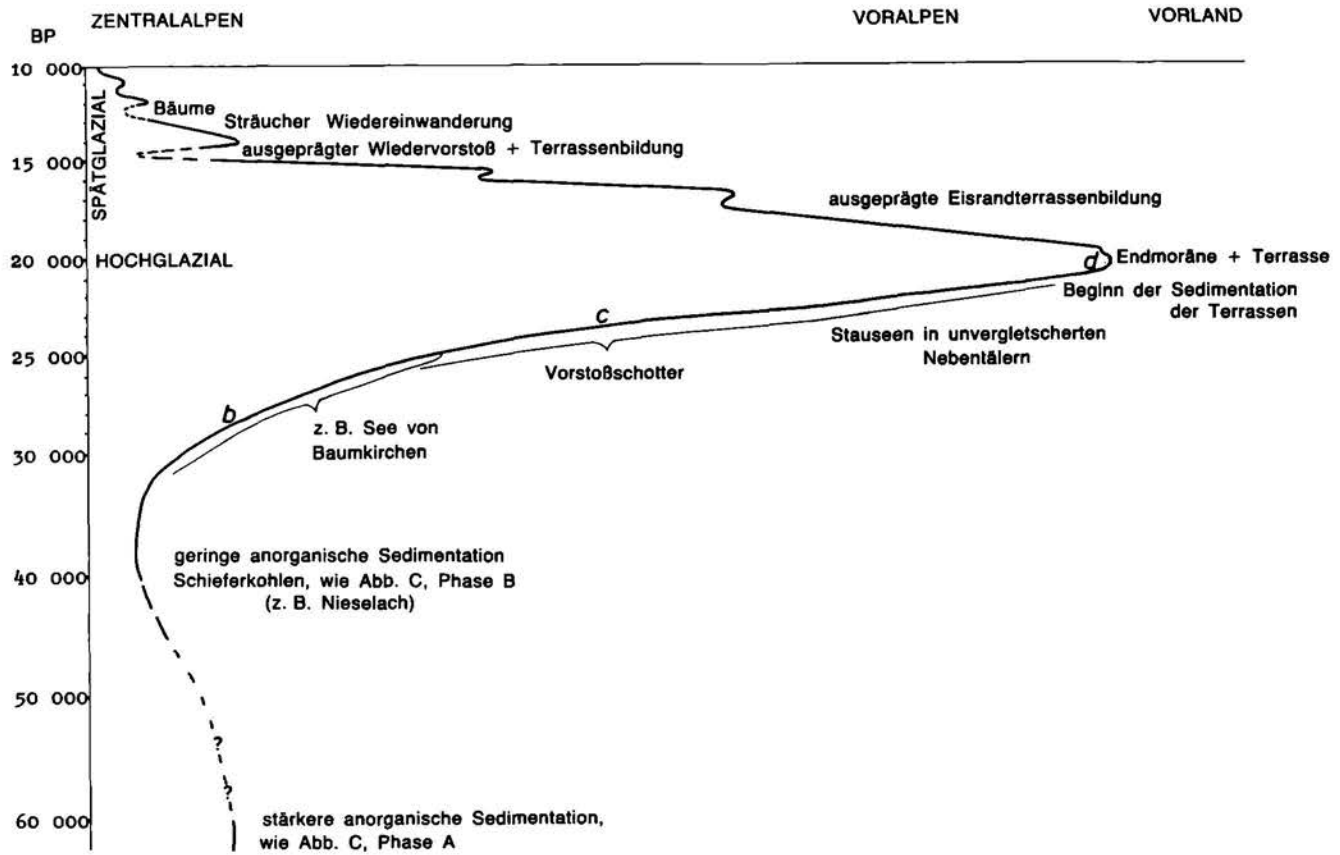 ZENTRALALPEN VORALPEN VORLAND
BP
10 000
Bäume
Sträucher Wiedereinwanderung
ausgeprägter Wiedervorstoß + Terrassenbildung
15 000
SPÄTGLAZIAL
ausgeprägte Eisrandterrassenbildung
20 000 HOCHGLAZIAL
d Endmoräne + Terrasse
Beginn der Sedimentation
der Terrassen
c
Stauseen in unvergletscherten
Nebentälern
25 000
Vorstoßschotter
b
z. B. See von
Baumkirchen
30 000
geringe anorganische Sedimentation
Schieferkohlen, wie Abb. C, Phase B
(z. B. Nieselach)
40 000
50 000
?
?
60 000
stärkere anorganische Sedimentation,
wie Abb. C, Phase A